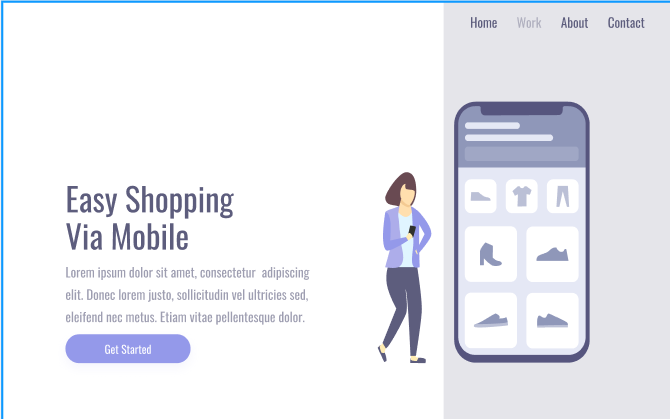 Home Work About Contact
Easy Shopping
Via Mobile
Lorem ipsum dolor sit amet, consectetur adipiscing
elit. Donec lorem justo, sollicitudin vel ultricies sed,
eleifend nec metus. Etiam vitae pellentesque dolor.
Get Started